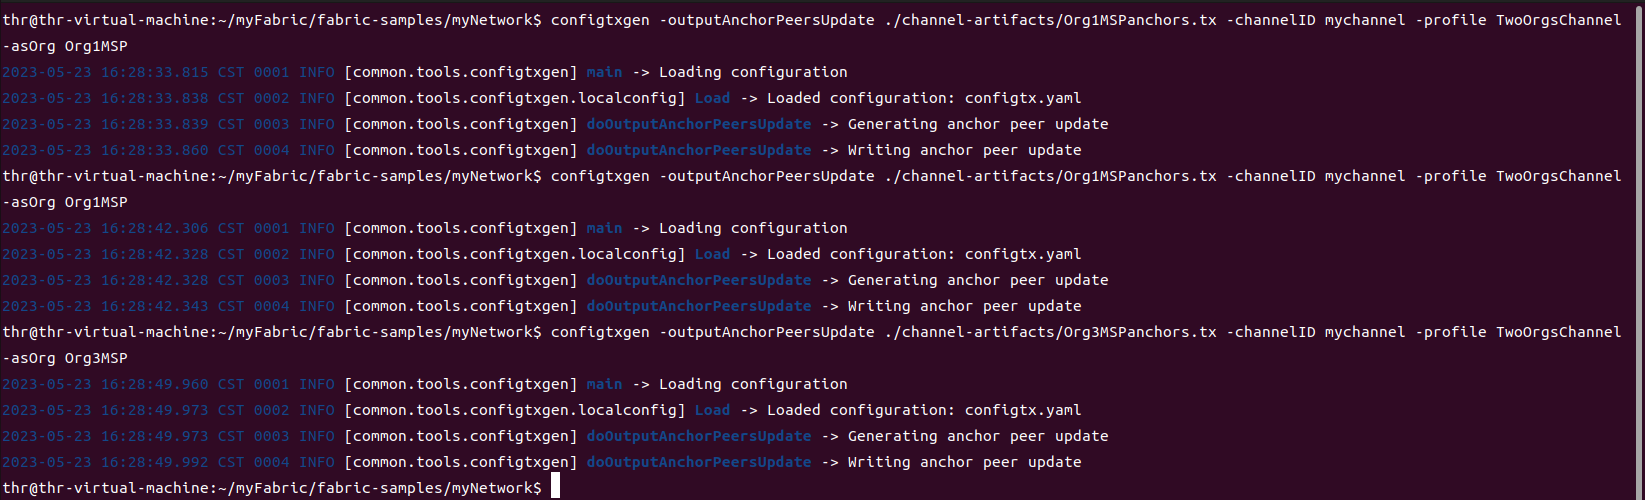 thr@thr-virtual-machine:~/myFabric/fabric-samples/myNetwork$ configtxgen -outputAnchorPeersUpdate ./channel-artifacts/Org1MSPanchors.tx -channelID mychannel -profile TwoOrgsChannel
-asOrg Org1MSP
2023-05-23 16:28:33.815 CST 0001 INFO [common.tools.configtxgen] main -> Loading configuration
2023-05-23 16:28:33.838 CST 0002 INFO [common.tools.configtxgen.localconfig] Load -> Loaded configuration: configtx.yaml
2023-05-23 16:28:33.839 CST 0003 INFO [common.tools.configtxgen] doOutputAnchorPeersUpdate -> Generating anchor peer update
2023-05-23 16:28:33.860 CST 0004 INFO [common.tools.configtxgen] doOutputAnchorPeersUpdate -> Writing anchor peer update
thr@thr-virtual-machine:~/myFabric/fabric-samples/myNetwork$ configtxgen -outputAnchorPeersUpdate ./channel-artifacts/Org1MSPanchors.tx -channelID mychannel -profile TwoOrgsChannel
-asOrg Org1MSP
2023-05-23 16:28:42.306 CST 0001 INFO [common.tools.configtxgen] main -> Loading configuration
2023-05-23 16:28:42.328 CST 0002 INFO [common.tools.configtxgen.localconfig] Load -> Loaded configuration: configtx.yaml
2023-05-23 16:28:42.328 CST 0003 INFO [common.tools.configtxgen] doOutputAnchorPeersUpdate -> Generating anchor peer update
2023-05-23 16:28:42.343 CST 0004 INFO [common.tools.configtxgen] doOutputAnchorPeersUpdate -> Writing anchor peer update
thr@thr-virtual-machine:~/myFabric/fabric-samples/myNetwork$ configtxgen -outputAnchorPeersUpdate ./channel-artifacts/Org3MSPanchors.tx -channelID mychannel -profile TwoOrgsChannel
-asOrg Org3MSP
2023-05-23 16:28:49.960 CST 0001 INFO [common.tools.configtxgen] main -> Loading configuration
2023-05-23 16:28:49.973 CST 0002 INFO [common.tools.configtxgen.localconfig] Load -> Loaded configuration: configtx.yaml
2023-05-23 16:28:49.973 CST 0003 INFO [common.tools.configtxgen] doOutputAnchorPeersUpdate -> Generating anchor peer update
2023-05-23 16:28:49.992 CST 0004 INFO [common.tools.configtxgen] doOutputAnchorPeersUpdate -> Writing anchor peer update
thr@thr-virtual-machine:~/myFabric/fabric-samples/myNetwork$